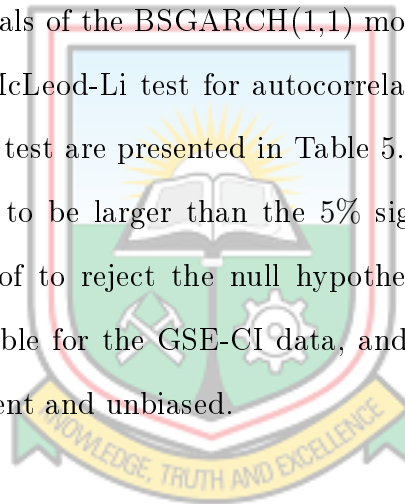 als of the BSGARCH(1,1) mo
McLeod-Li test for autocorrela
test are presented in Table 5.
to be larger than the 5% sig
of to reject the null hypothe
ble for the GSE-CI data, and
ent and unbiased.
KNOWLEDGE, TRUTH AND EXCELLENCE